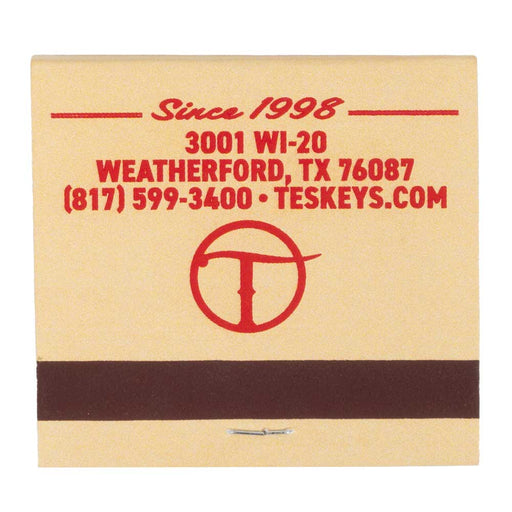 Since 1998
3001 WI-20
WEATHERFORD, TX 76087
(817) 599-3400 • TESKEYS.COM
T